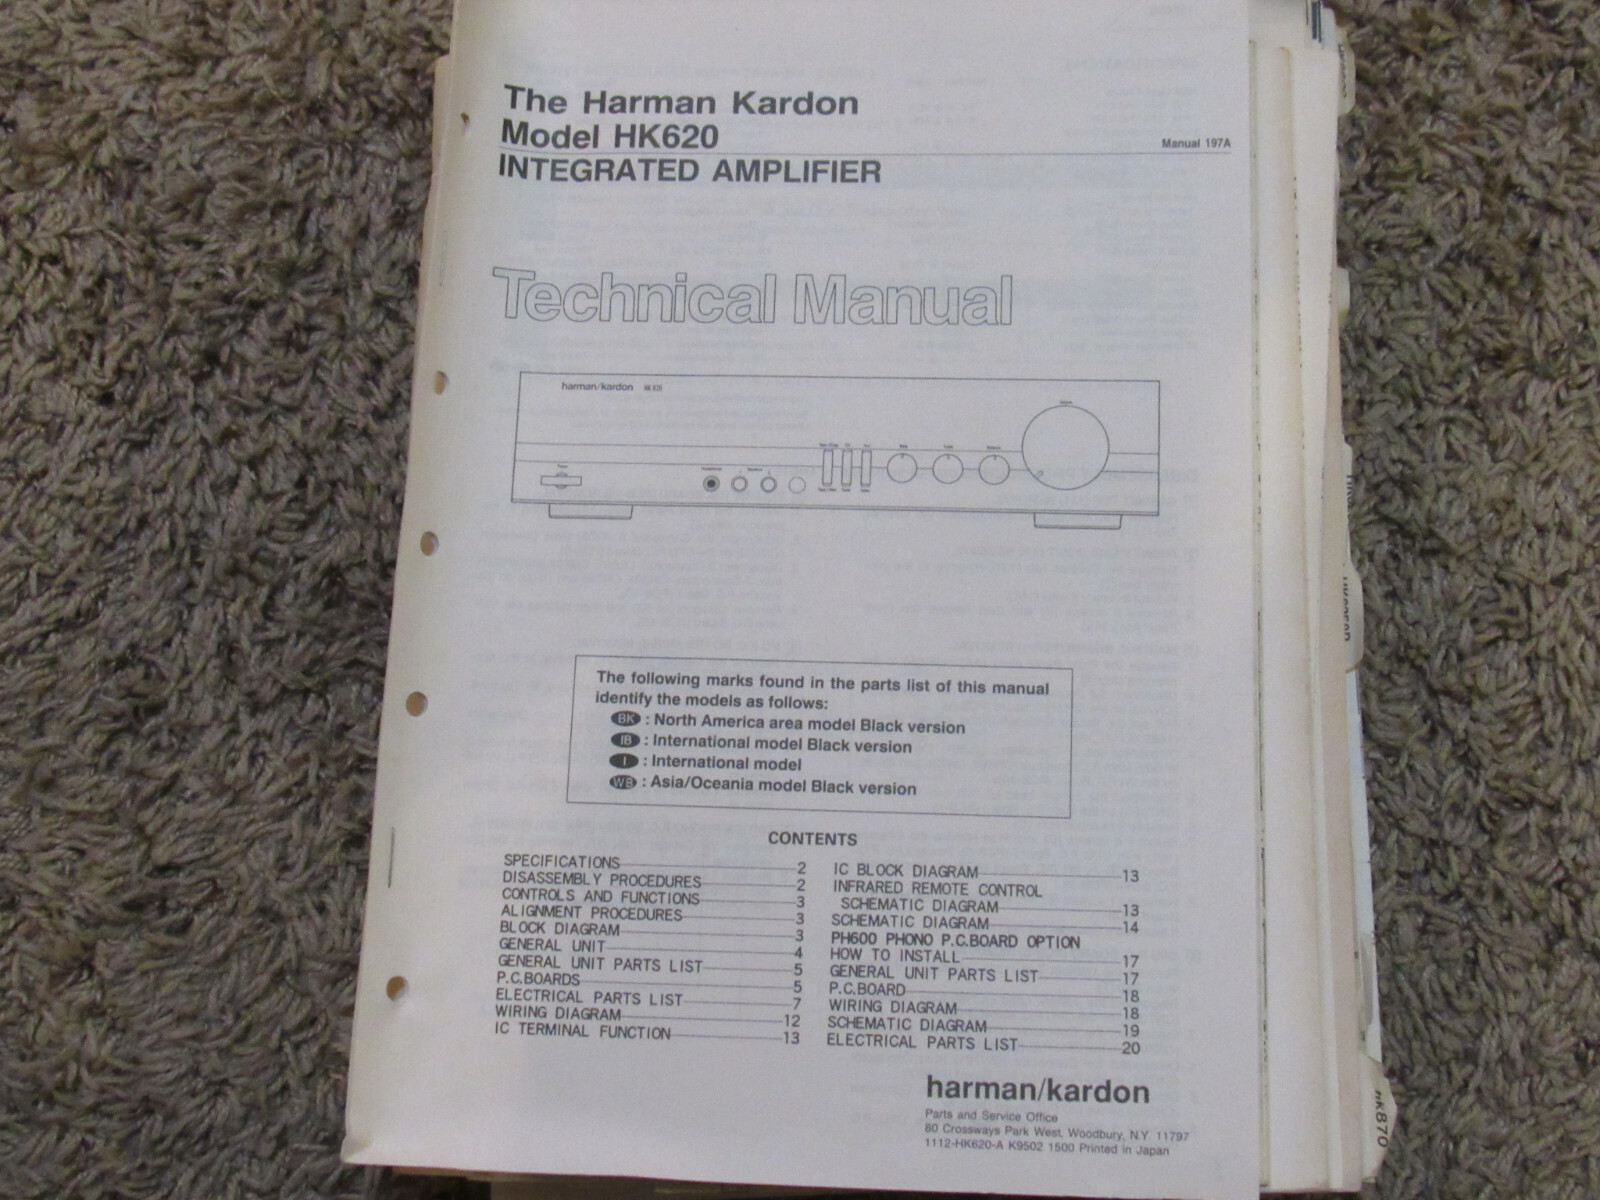 The Harman Kardon
Model HK620
Manual 197A
INTEGRATED AMPLIFIER
Technical Manual
harman/kardon HK 620
The following marks found in the parts list of this manual
identify the models as follows:
BK : North America area model Black version
IB : International model Black version
I : International model
WB : Asia/Oceania model Black version
CONTENTS
SPECIFICATIONS 2
DISASSEMBLY PROCEDURES 2
CONTROLS AND FUNCTIONS 3
ALIGNMENT PROCEDURES 3
BLOCK DIAGRAM 3
GENERAL UNIT 4
GENERAL UNIT PARTS LIST 5
P.C.BOARDS 5
ELECTRICAL PARTS LIST 7
WIRING DIAGRAM 12
IC TERMINAL FUNCTION 13
IC BLOCK DIAGRAM 13
INFRARED REMOTE CONTROL
SCHEMATIC DIAGRAM 13
SCHEMATIC DIAGRAM 14
PH600 PHONO P.C.BOARD OPTION
HOW TO INSTALL 17
GENERAL UNIT PARTS LIST 17
P.C.BOARD 18
WIRING DIAGRAM 18
SCHEMATIC DIAGRAM 19
ELECTRICAL PARTS LIST 20
harman/kardon
Parts and Service Office
80 Crossways Park West, Woodbury, N.Y. 11797
1112-HK620-A K9502 1500 Printed in Japan
HK870